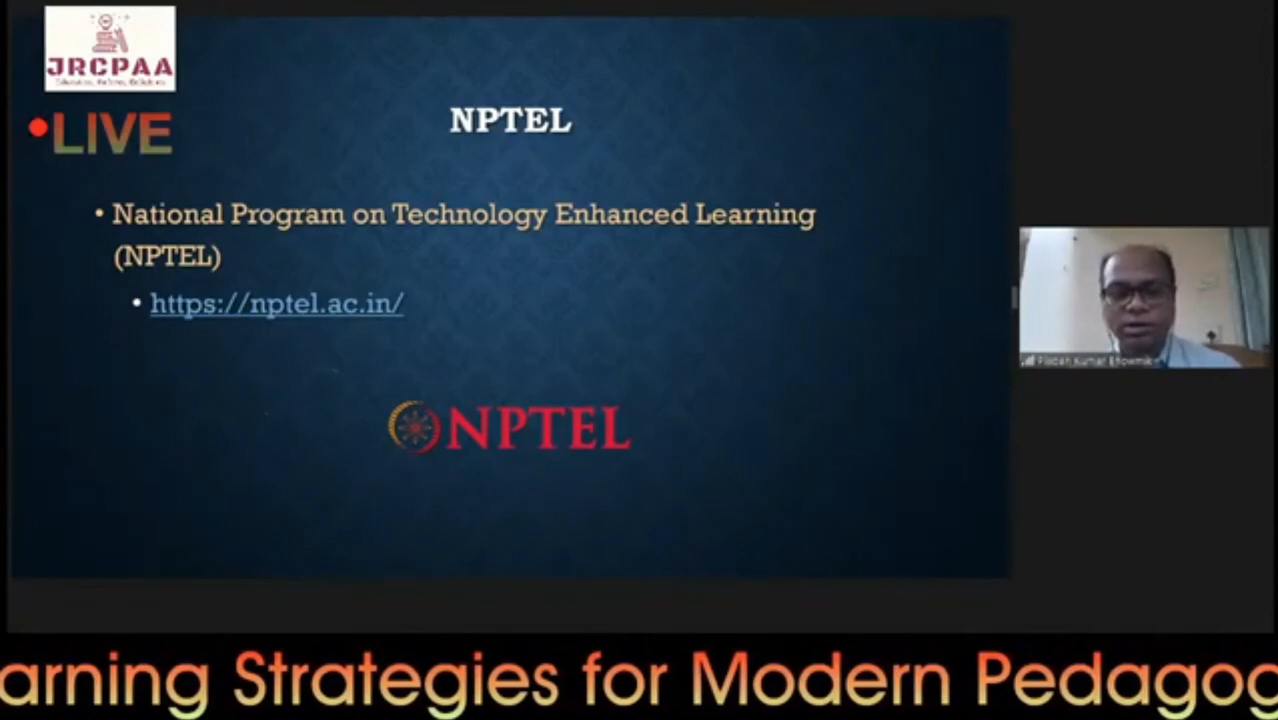 JRCPAA
LIVE
NPTEL
• National Program on Technology Enhanced Learning
(NPTEL)
• https://nptel.ac.in/
NPTEL
Kumar
arning Strategies for Modern Pedagog